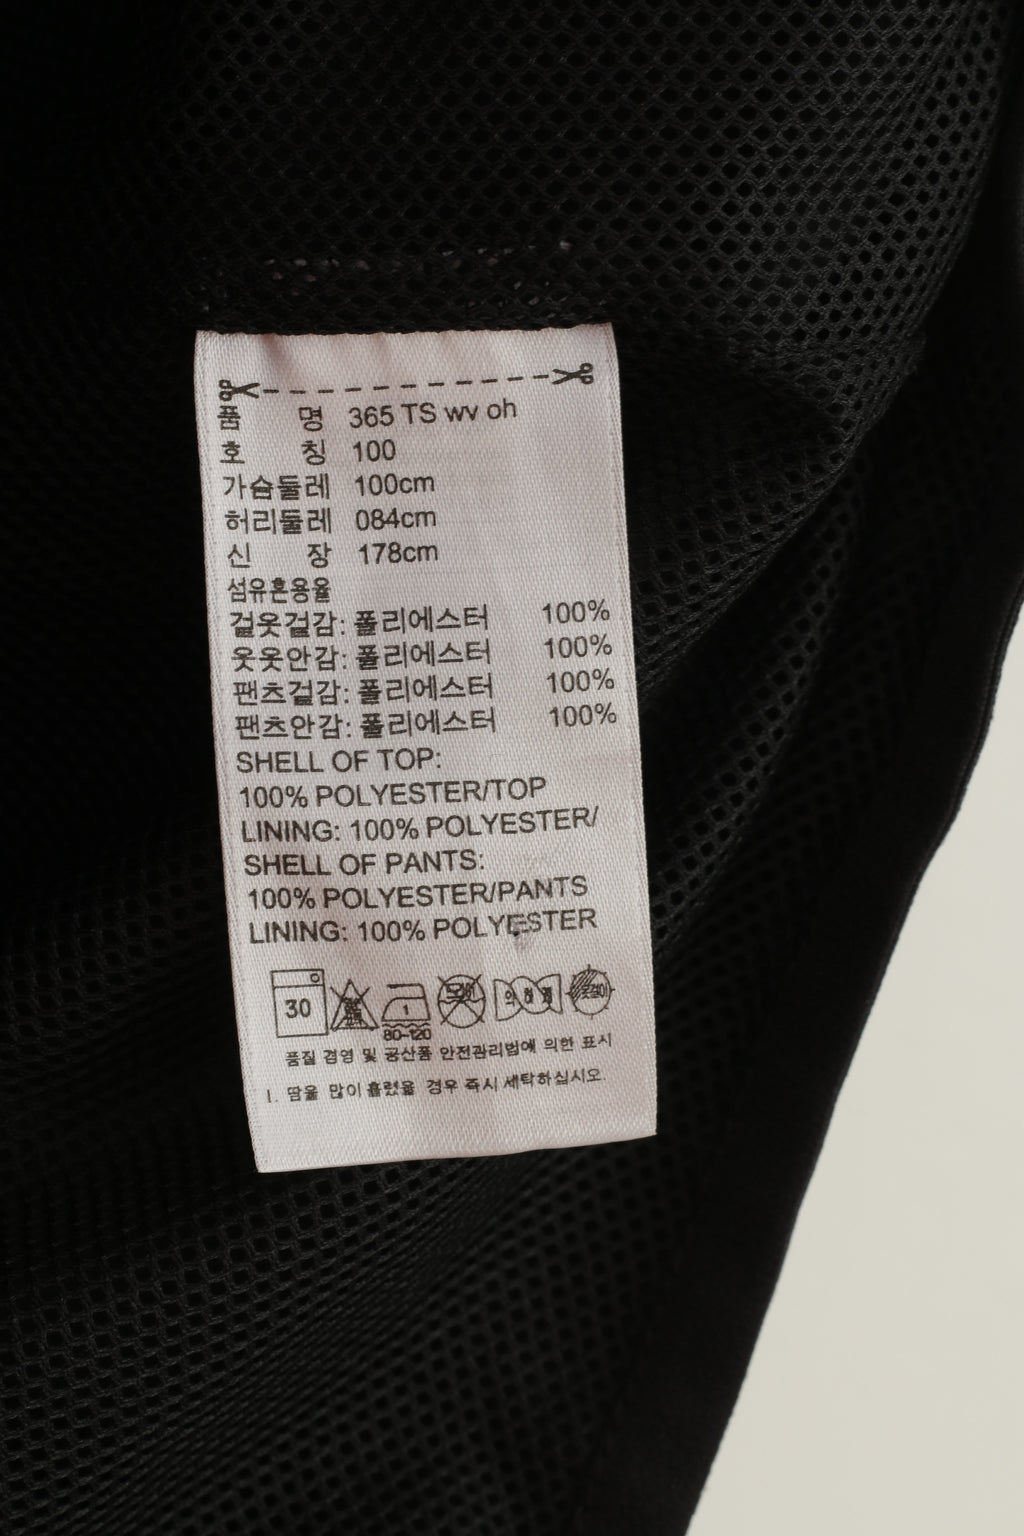 품 명 365 TS wv oh
호 칭 100
가슴둘레 100cm
허리둘레 084cm
신 장 178cm
섬유혼용율
겉옷겉감: 폴리에스터 100%
웃옷안감: 폴리에스터 100%
팬츠겉감: 폴리에스터 100%
팬츠안감: 폴리에스터 100%
SHELL OF TOP:
100% POLYESTER/TOP
LINING: 100% POLYESTER/
SHELL OF PANTS:
100% POLYESTER/PANTS
LINING: 100% POLYESTER
30
1
80-120
품질 경영 및 공산품 안전관리법에 의한 표시
1. 땀을 많이 흘렸을 경우 즉시 세탁하십시오.